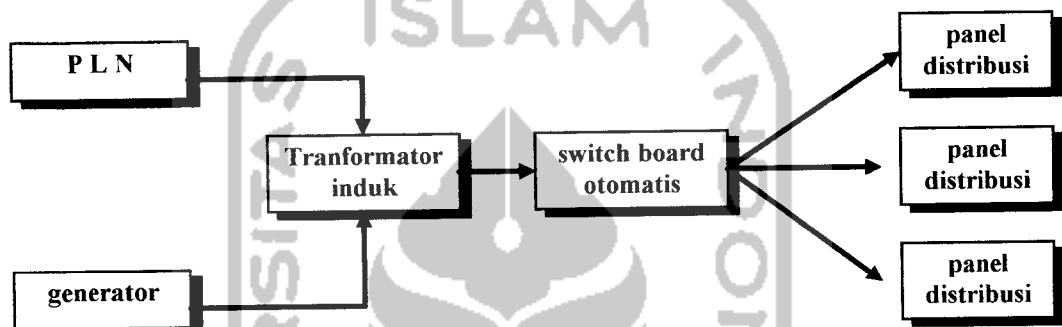 ISLAM
P L N
Tranformator
induk
generator
switch board
otomatis
panel
distribusi
panel
distribusi
panel
distribusi